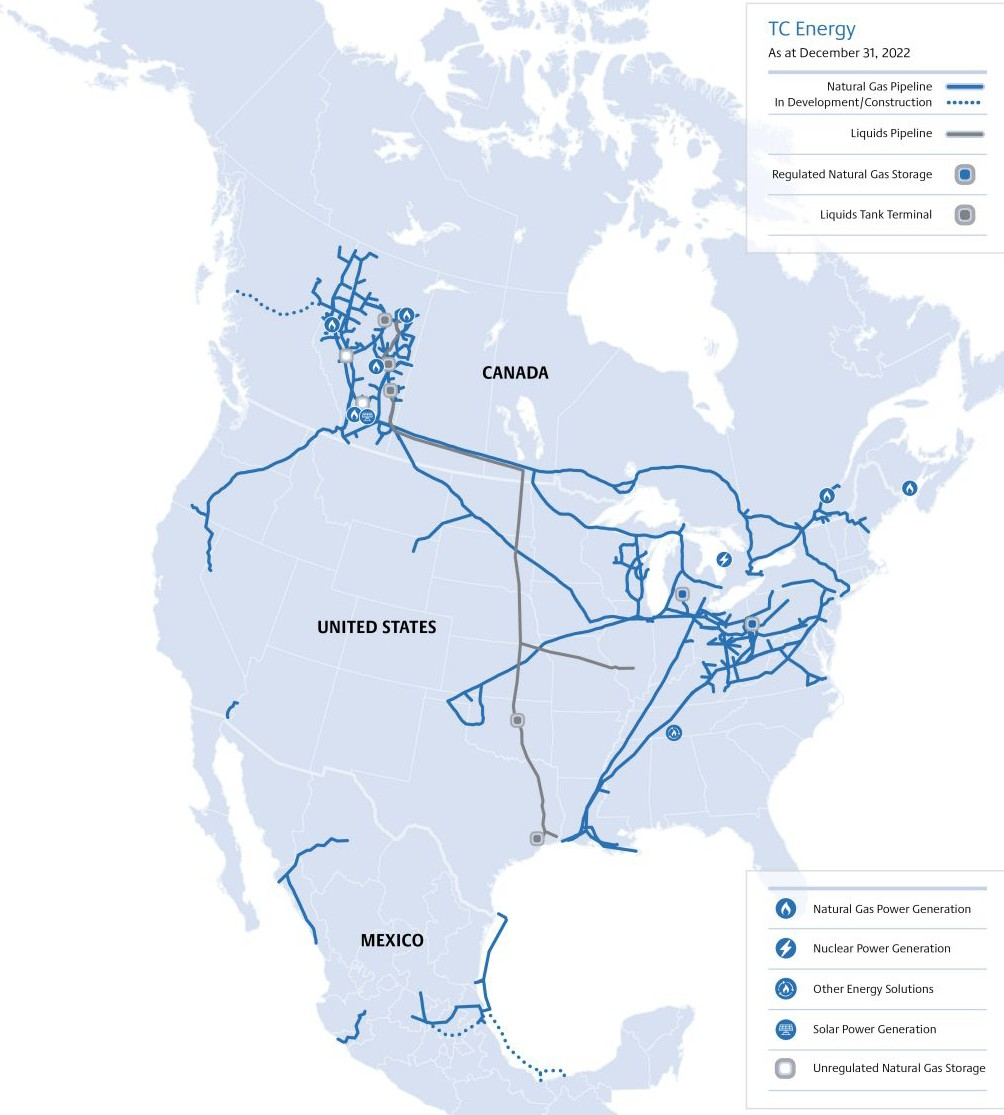 TC Energy
As at December 31, 2022
Natural Gas Pipeline
In Development/Construction
Liquids Pipeline
Regulated Natural Gas Storage
Liquids Tank Terminal
CANADA
UNITED STATES
MEXICO
Natural Gas Power Generation
Nuclear Power Generation
Other Energy Solutions
Solar Power Generation
Unregulated Natural Gas Storage